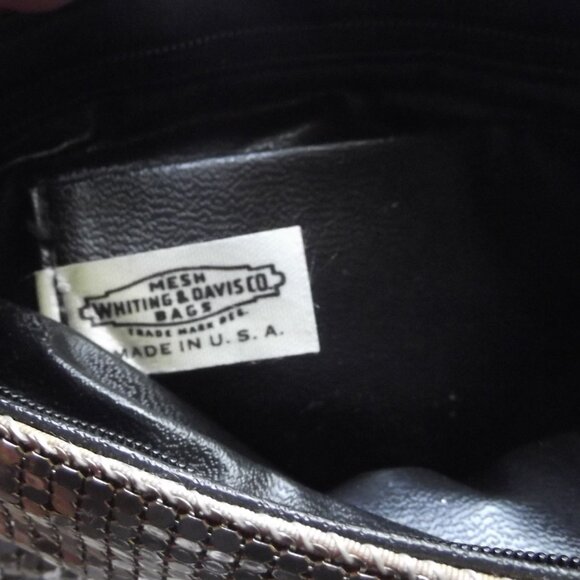 MESH
WHITING & DAVIS CO.
BAGS
TRADE MARK REG.
MADE IN U. S. A.